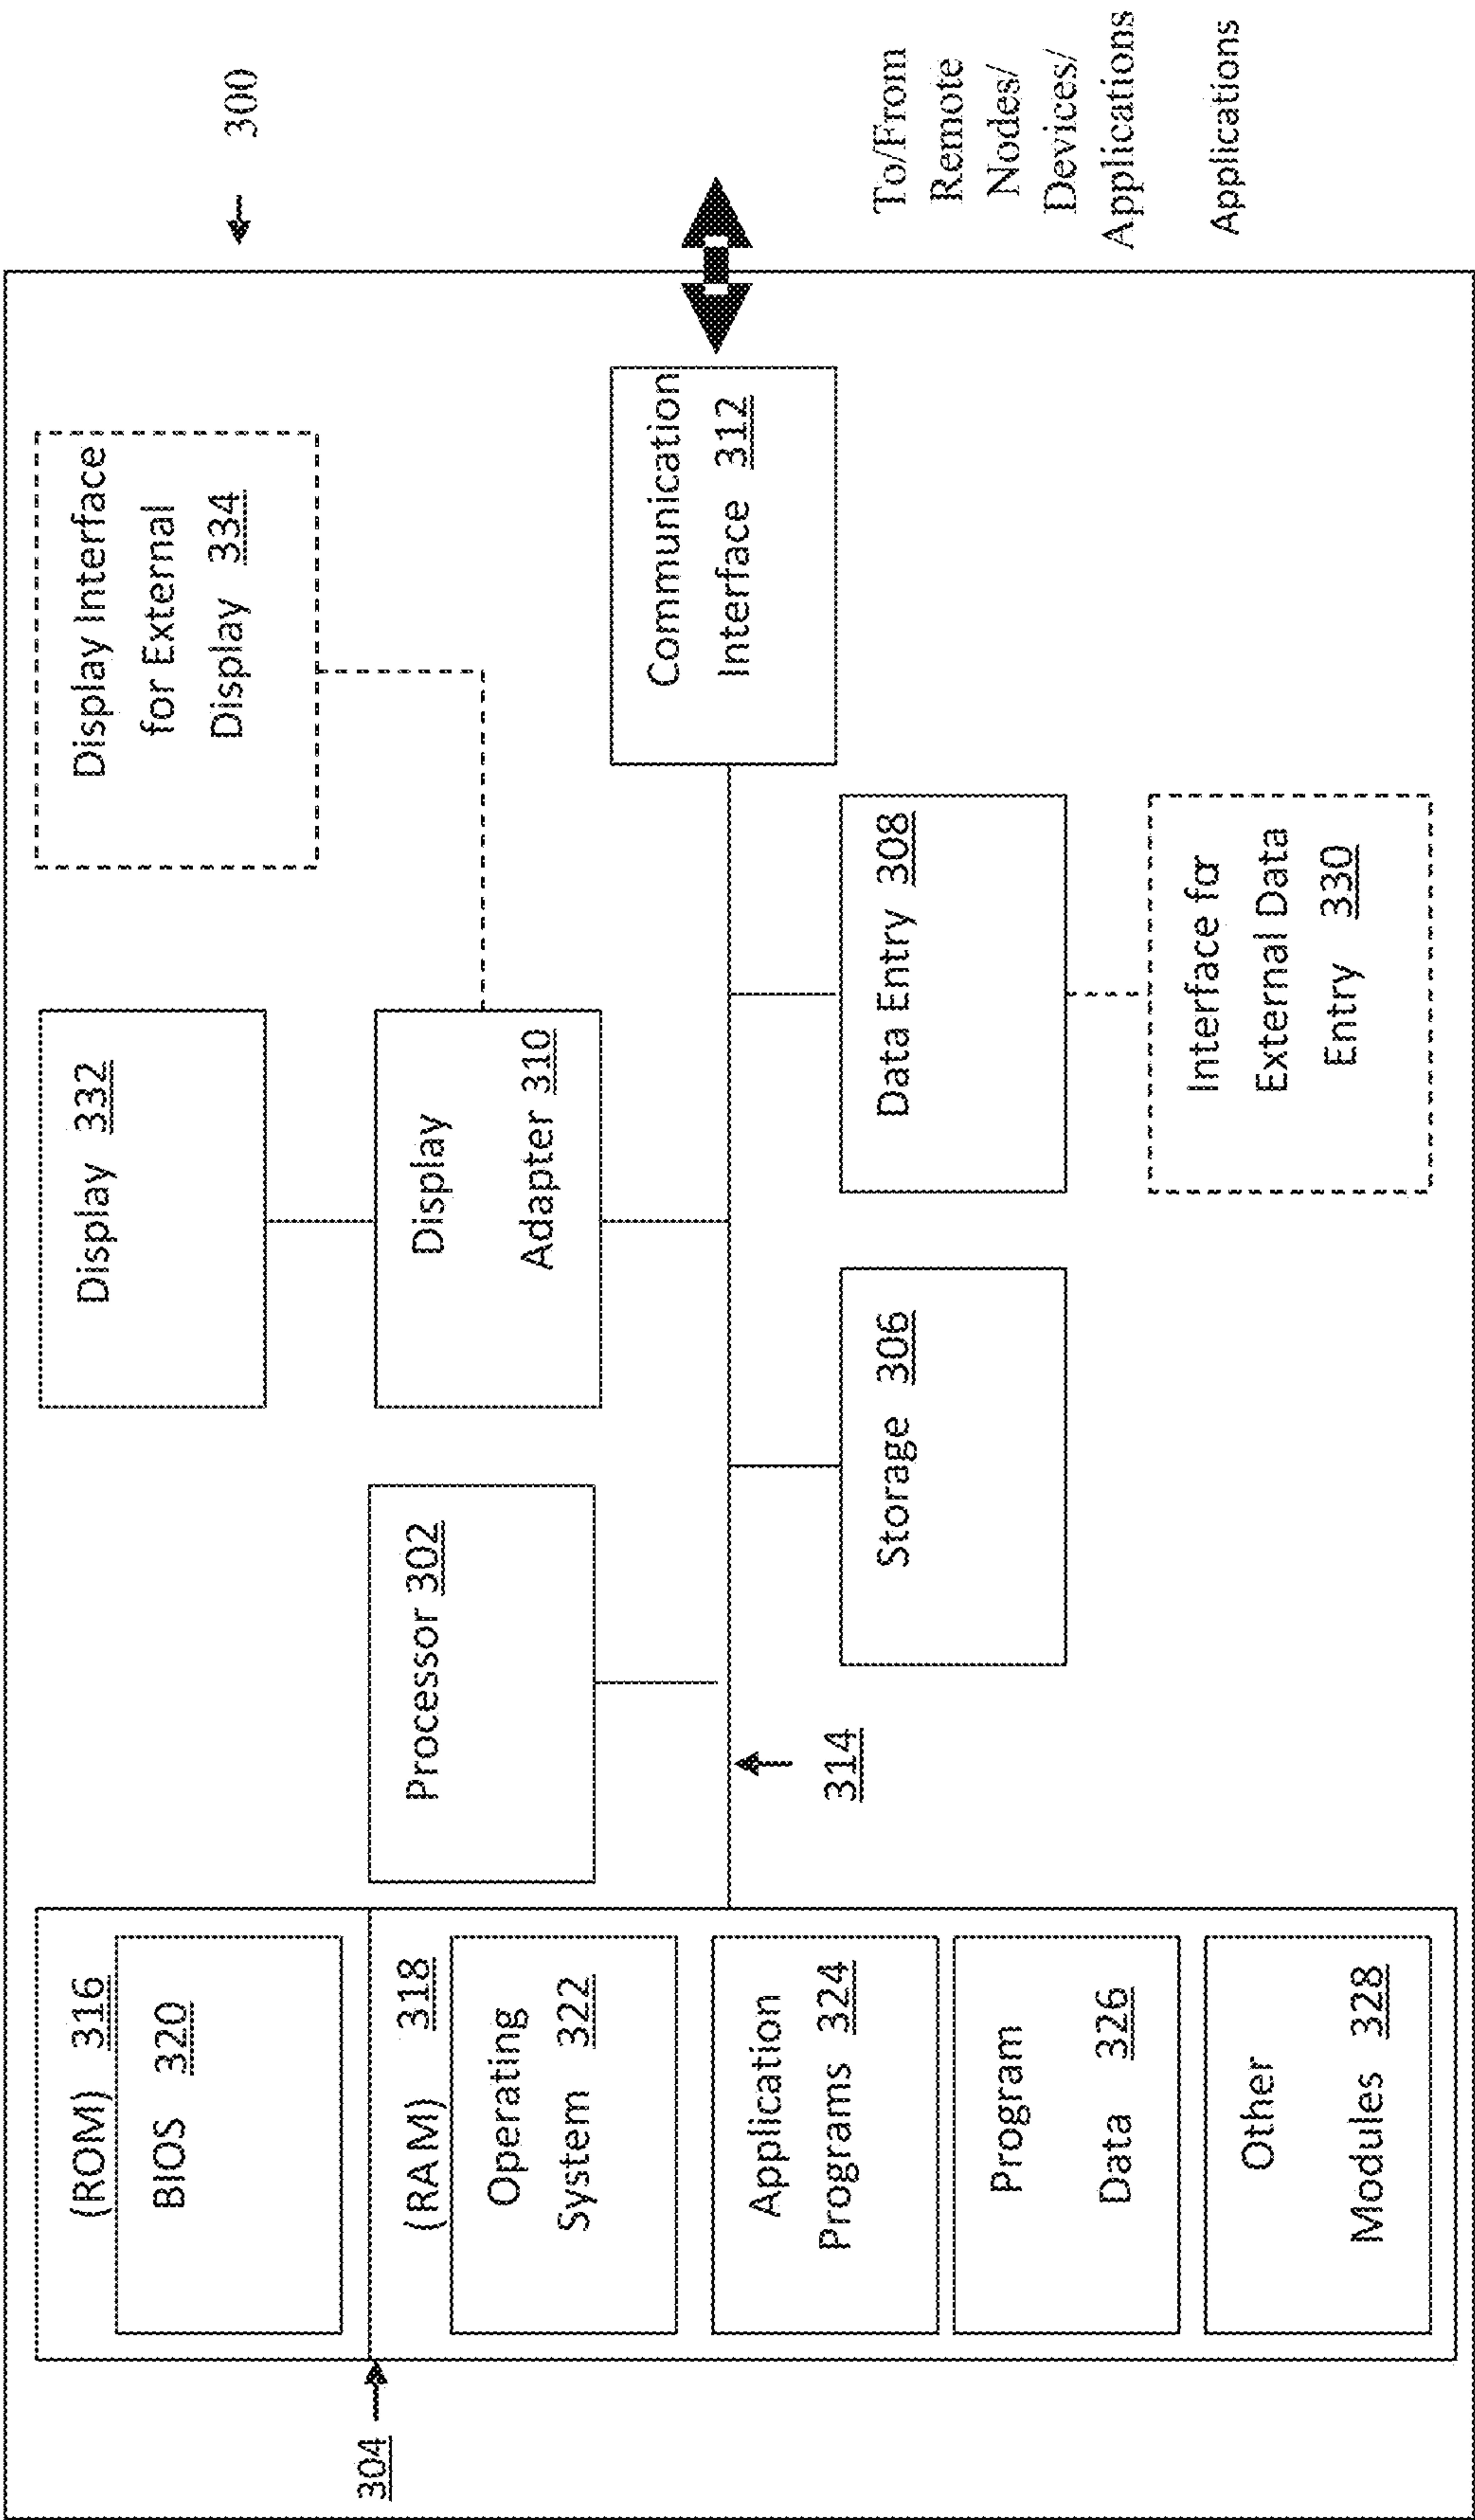 300
(ROM) 316
BIOS 320
304
(RAM) 318
Operating
System 322
Application
Programs 324
Program
Data 326
Other
Modules 328
Processor 302
314
Display 332
Display
Adapter 310
Storage 306
Display Interface
for External
Display 334
Data Entry 308
Interface for
External Data
Entry 330
Communication
Interface 312
To/From
Remote
Nodes/
Devices/
Applications
Applications